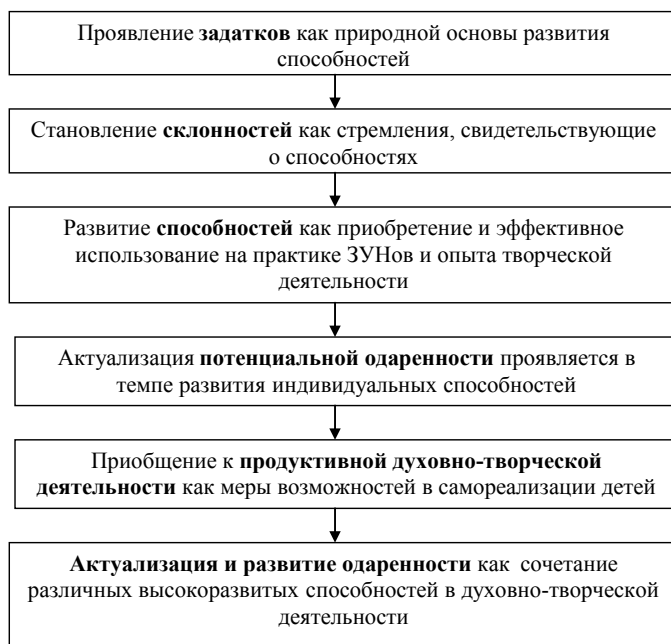 Проявление задатков как природной основы развития
способностей
Становление склонностей как стремления, свидетельствующие
о способностях
Развитие способностей как приобретение и эффективное
использование на практике ЗУНов и опыта творческой
деятельности
Актуализация потенциальной одаренности проявляется в
темпе развития индивидуальных способностей
Приобщение к продуктивной духовно-творческой
деятельности как меры возможностей в самореализации детей
Актуализация и развитие одаренности как сочетание
различных высокоразвитых способностей в духовно-творческой
деятельности